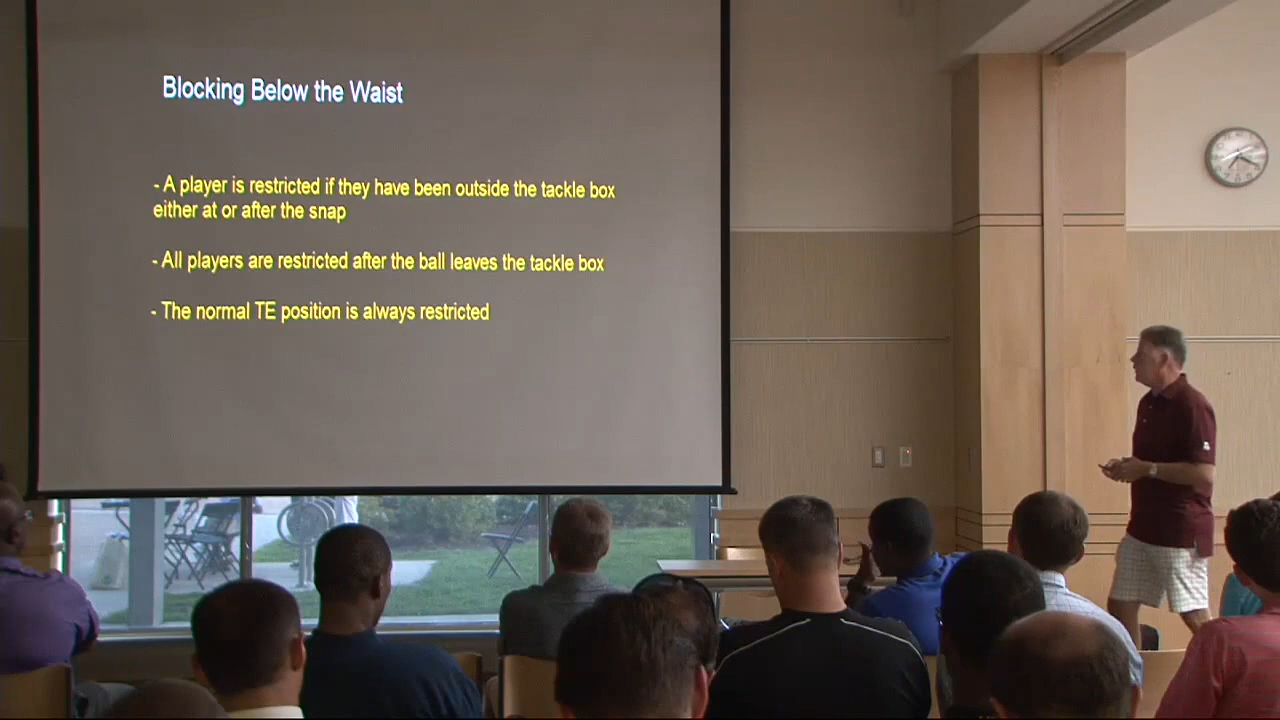 Blocking Below the Waist
- A player is restricted if they have been outside the tackle box
either at or after the snap
- All players are restricted after the ball leaves the tackle box
- The normal TE position is always restricted